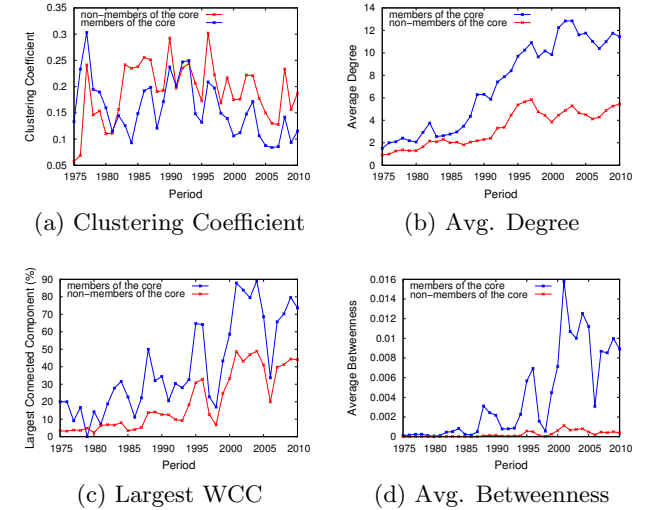 non-members of the core
members of the core
Clustering Coefficient
0.35
0.3
0.25
0.2
0.15
0.1
0.05
1975 1980 1985 1990 1995 2000 2005 2010
Period
(a) Clustering Coefficient
members of the core
non-members of the core
Average Degree
14
12
10
8
6
4
2
0
1975 1980 1985 1990 1995 2000 2005 2010
Period
(b) Avg. Degree
members of the core
non-members of the core
Largest Connected Component (%)
90
80
70
60
50
40
30
20
10
0
1975 1980 1985 1990 1995 2000 2005 2010
Period
(c) Largest WCC
members of the core
non-members of the core
Average Betweenness
0.016
0.014
0.012
0.01
0.008
0.006
0.004
0.002
0
1975 1980 1985 1990 1995 2000 2005 2010
Period
(d) Avg. Betweenness